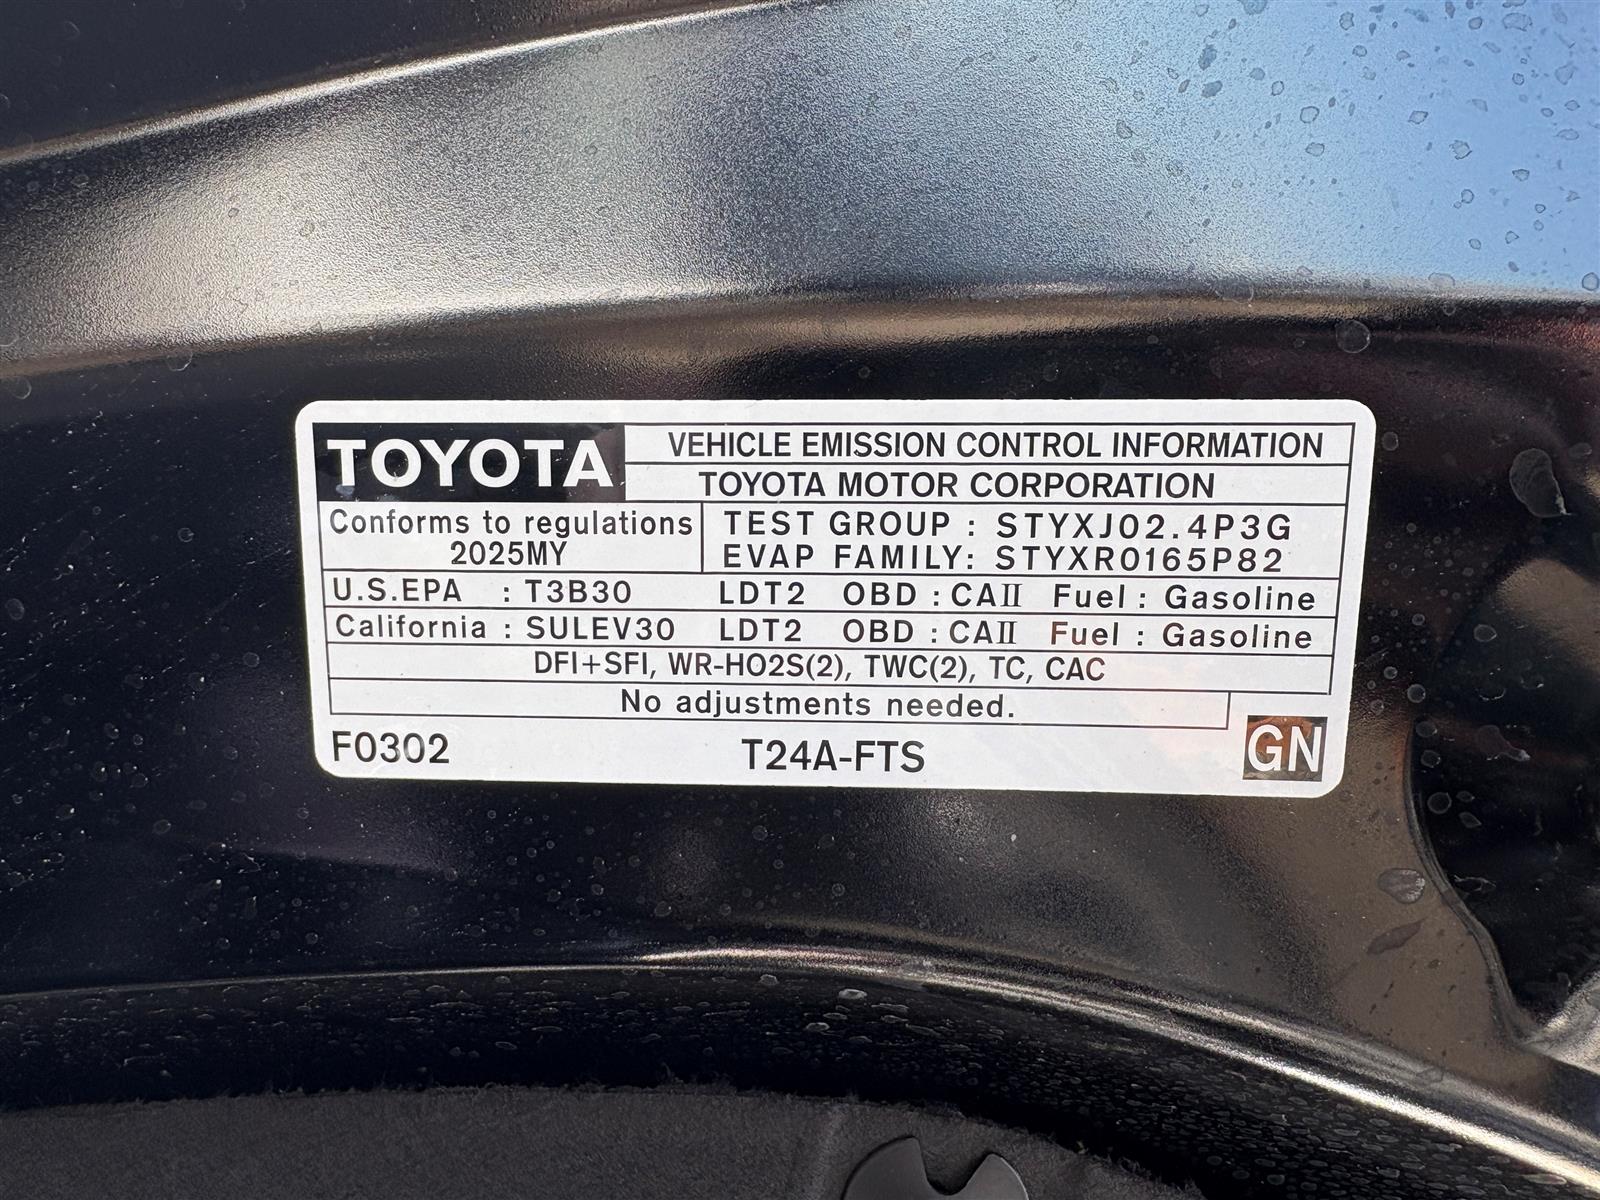 TOYOTA
VEHICLE EMISSION CONTROL INFORMATION
TOYOTA MOTOR CORPORATION
Conforms to regulations
2025MY
TEST GROUP : STYXJ02.4P3G
EVAP FAMILY: STYXR0165P82
U.S.EPA : T3B30 LDT2 OBD : CAⅡ Fuel : Gasoline
California : SULEV30 LDT2 OBD : CAⅡ Fuel : Gasoline
DFI+SFI, WR-HO2S(2), TWC(2), TC, CAC
No adjustments needed.
F0302 T24A-FTS GN